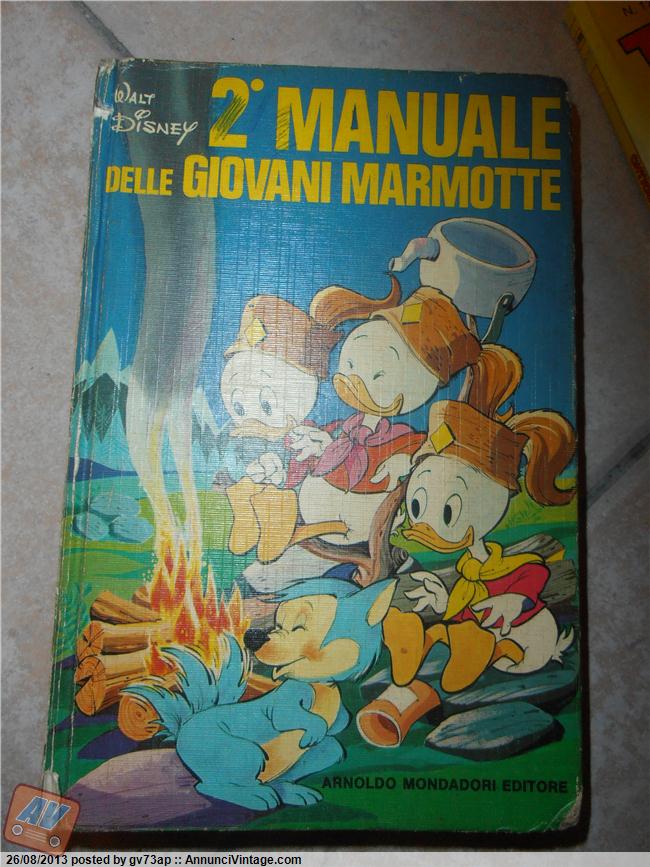 WALT
DISNEY
2° MANUALE
DELLE GIOVANI MARMOTTE
ARNOLDO MONDADORI EDITORE
N. 1
AV
26/08/2013 posted by gv73ap :: AnnunciVintage.com